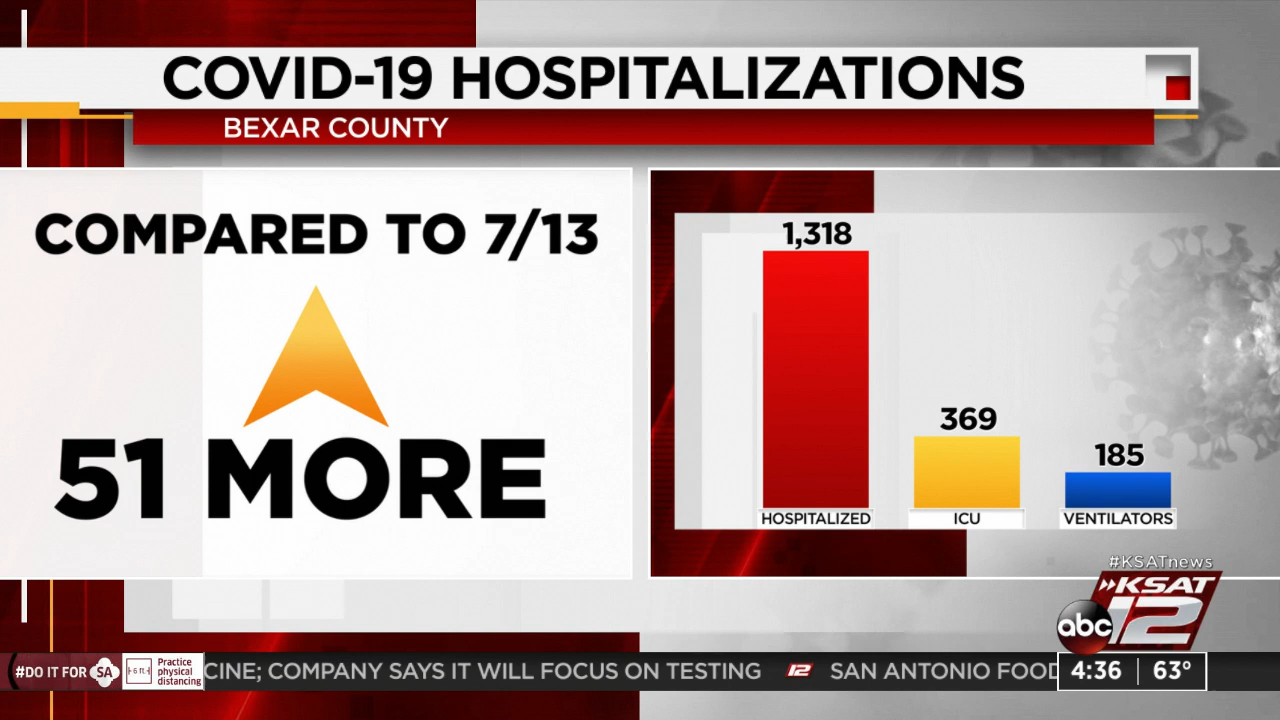 COVID-19 HOSPITALIZATIONS
BEXAR COUNTY
COMPARED TO 7/13
51 MORE
1,318
369
185
HOSPITALIZED
ICU
VENTILATORS
#KSATnews
KSAT
abc
12
#DO IT FOR SA
6 ft.
Practice
physical
distancing
CINE; COMPANY SAYS IT WILL FOCUS ON TESTING 12 SAN ANTONIO FOOD
4:36 63°